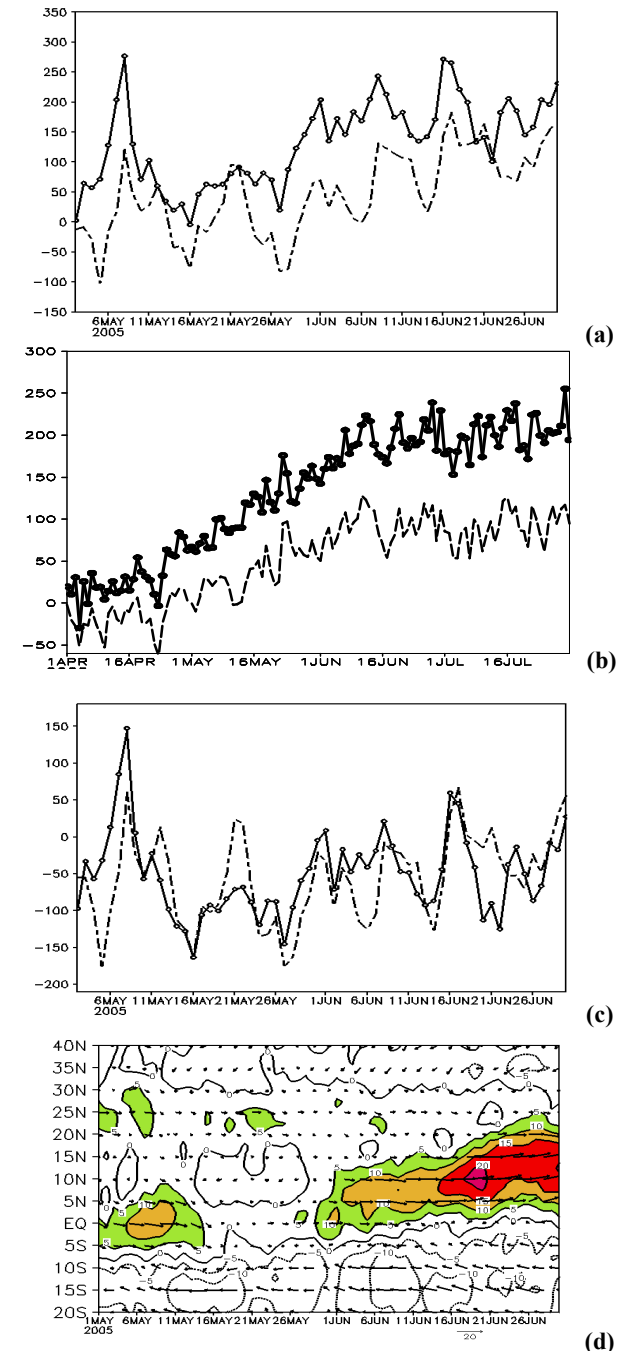 350
300
250
200
150
100
50
0
−50
−100
−150
6MAY 11MAY 16MAY 21MAY 26MAY 1JUN 6JUN 11JUN 16JUN 21JUN 26JUN
2005
(a)
300
250
200
150
100
50
0
−50
1APR 16APR 1MAY 16MAY 1JUN 16JUN 1JUL 16JUL
(b)
150
100
50
0
−50
−100
−150
−200
6MAY 11MAY 16MAY 21MAY 26MAY 1JUN 6JUN 11JUN 16JUN 21JUN 26JUN
2005
(c)
40N
35N
30N
25N
20N
15N
10N
5N
EQ
5S
10S
15S
20S
1MAY 6MAY 11MAY 16MAY 21MAY 26MAY 1JUN 6JUN 11JUN 16JUN 21JUN 26JUN
2005
20
(d)